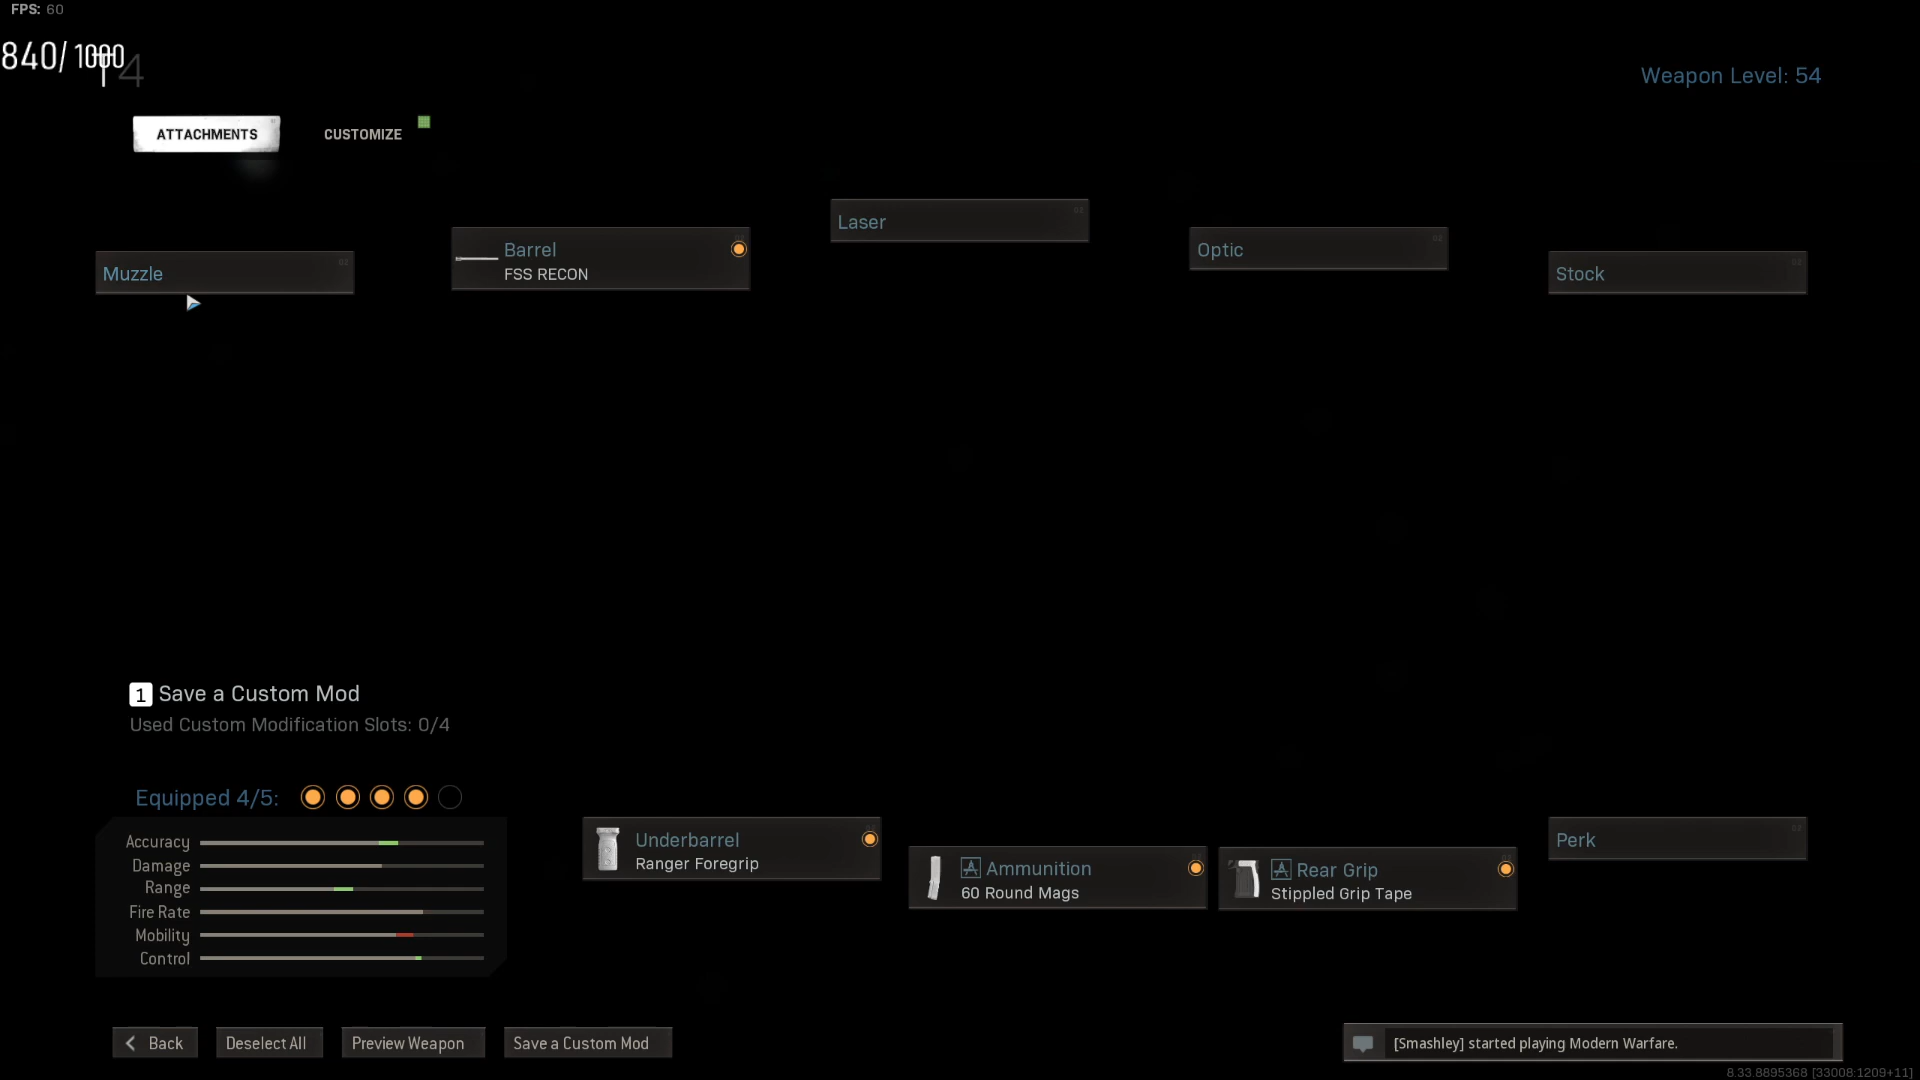 FPS: 60
840/ 1000
4
Weapon Level: 54
ATTACHMENTS
CUSTOMIZE
Laser
Barrel
FSS RECON
Optic
Muzzle
Stock
1 Save a Custom Mod
Used Custom Modification Slots: 0/4
Equipped 4/5:
Accuracy
Damage
Range
Fire Rate
Mobility
Control
Underbarrel
Ranger Foregrip
Ammunition
60 Round Mags
Rear Grip
Stippled Grip Tape
Perk
Back
Deselect All
Preview Weapon
Save a Custom Mod
[Smashley] started playing Modern Warfare.
8.33.8895368 [33008:1209+11]